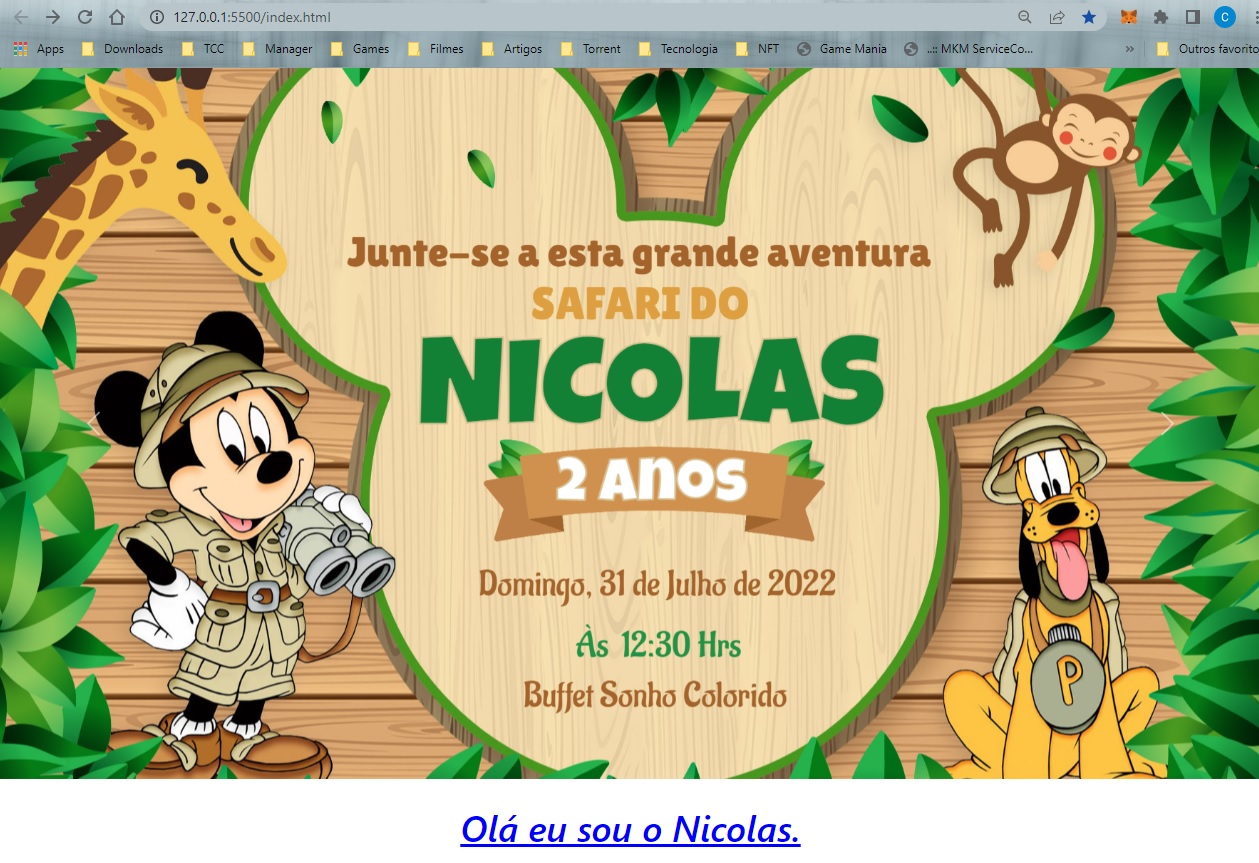 127.0.0.1:5500/index.html
C
Apps Downloads TCC Manager Games Filmes Artigos Torrent Tecnologia NFT Game Mania ..:: MKM ServiceCo... » Outros favorito
Junte-se a esta grande aventura
SAFARI DO
NICOLAS
2 ANOS
Domingo, 31 de Julho de 2022
Às 12:30 Hrs
Buffet Sonho Colorido
P
Olá eu sou o Nicolas.